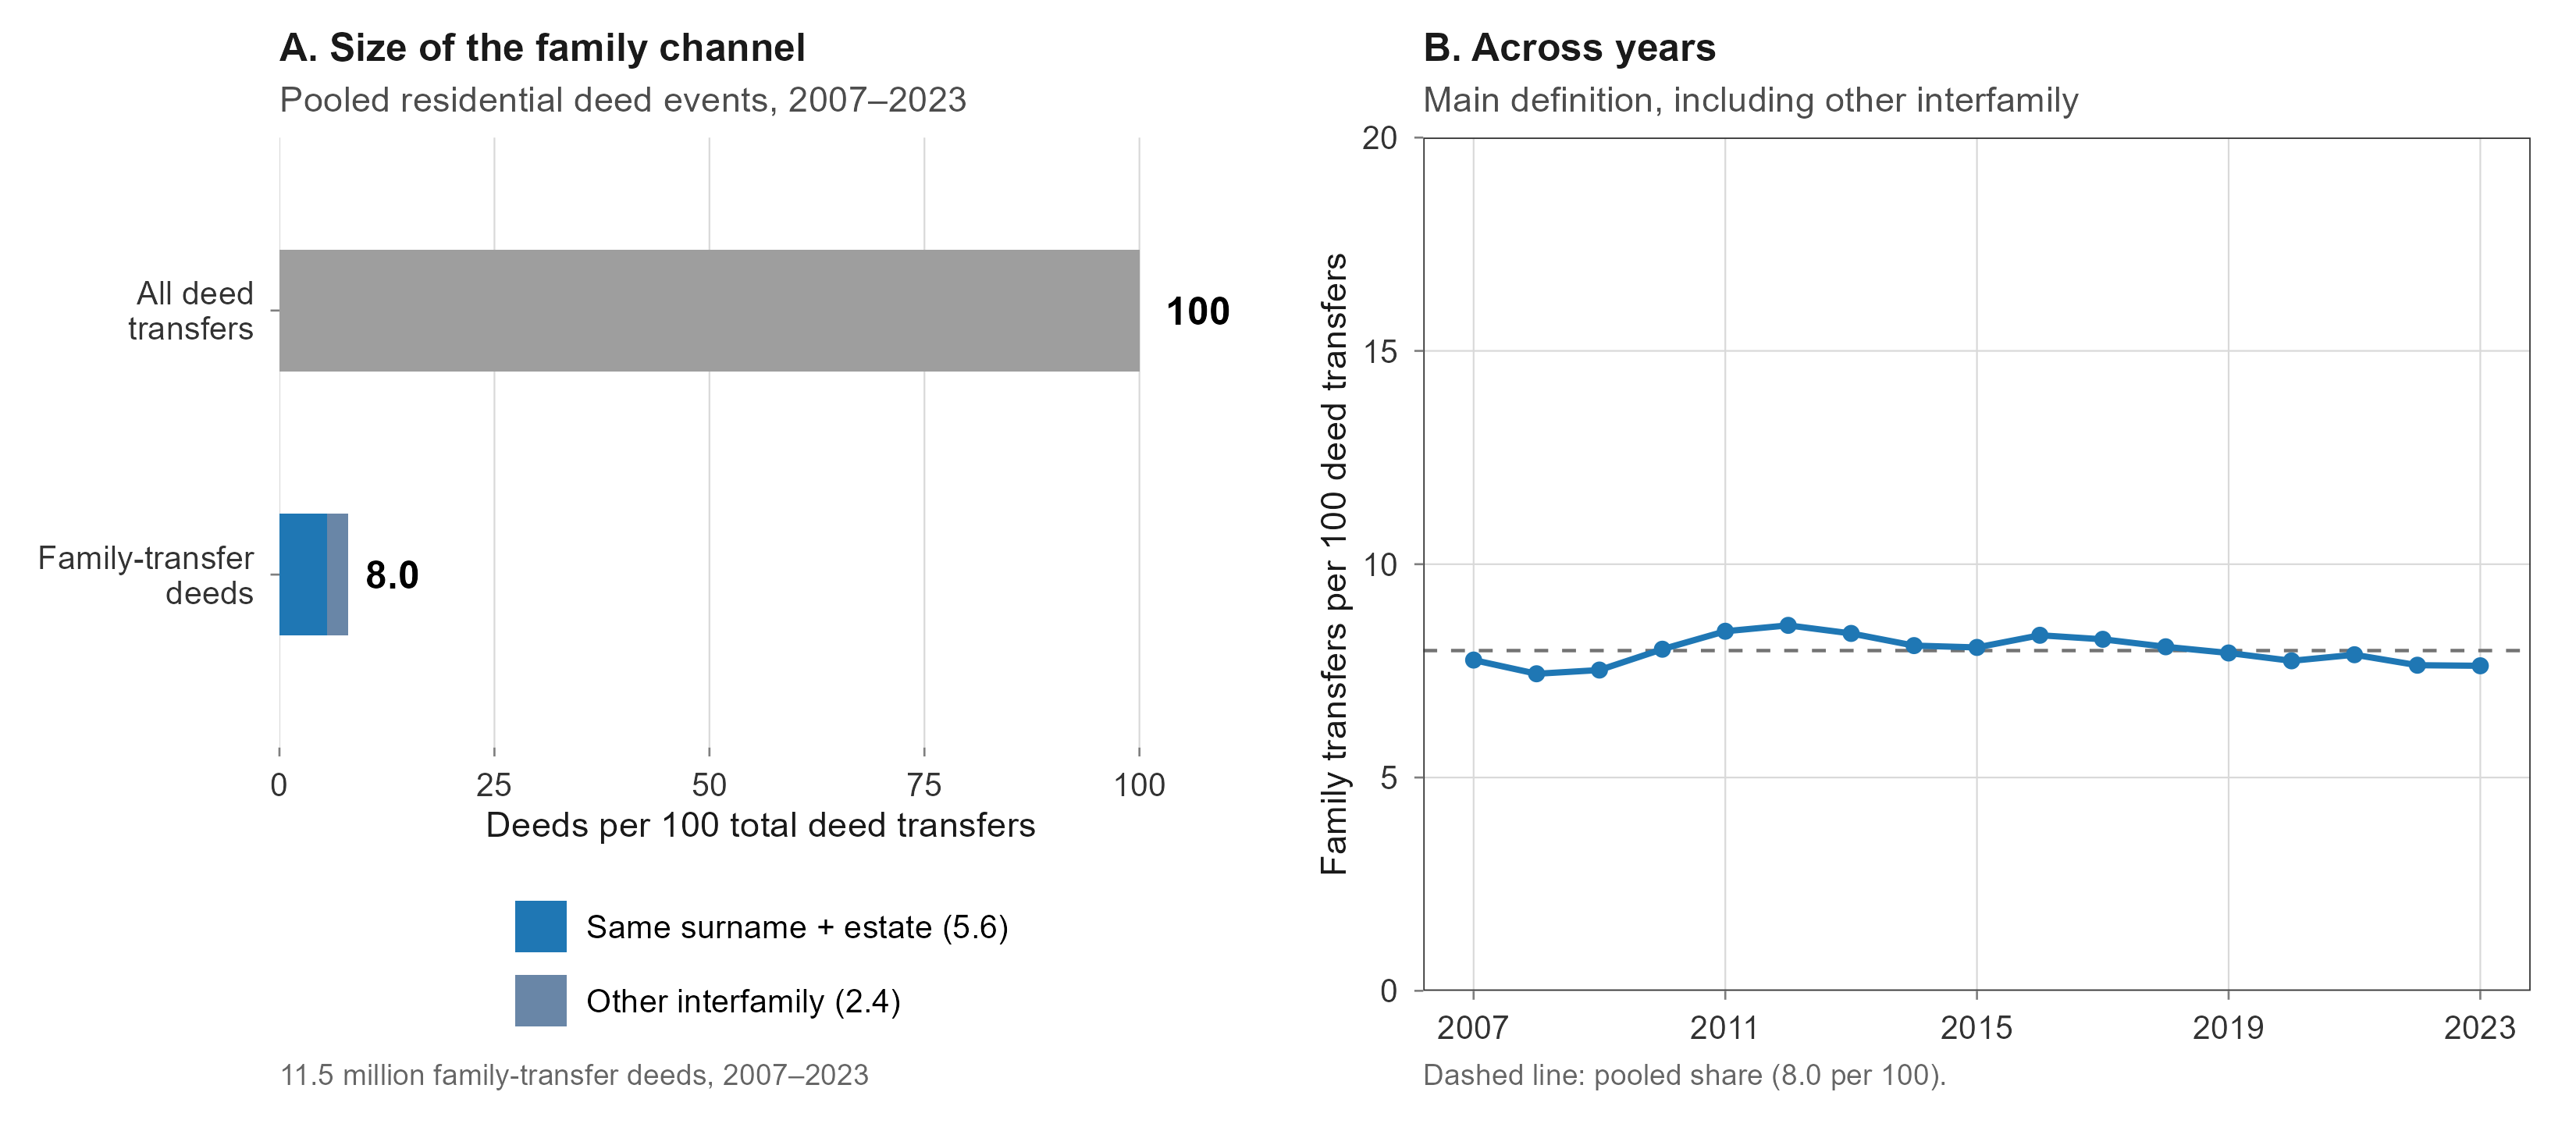 A. Size of the family channel
Pooled residential deed events, 2007–2023
All deed
transfers
100
Family-transfer
deeds
8.0
0 25 50 75 100
Deeds per 100 total deed transfers
Same surname + estate (5.6)
Other interfamily (2.4)
11.5 million family-transfer deeds, 2007–2023
B. Across years
Main definition, including other interfamily
Family transfers per 100 deed transfers
20
15
10
5
0
2007 2011 2015 2019 2023
Dashed line: pooled share (8.0 per 100).